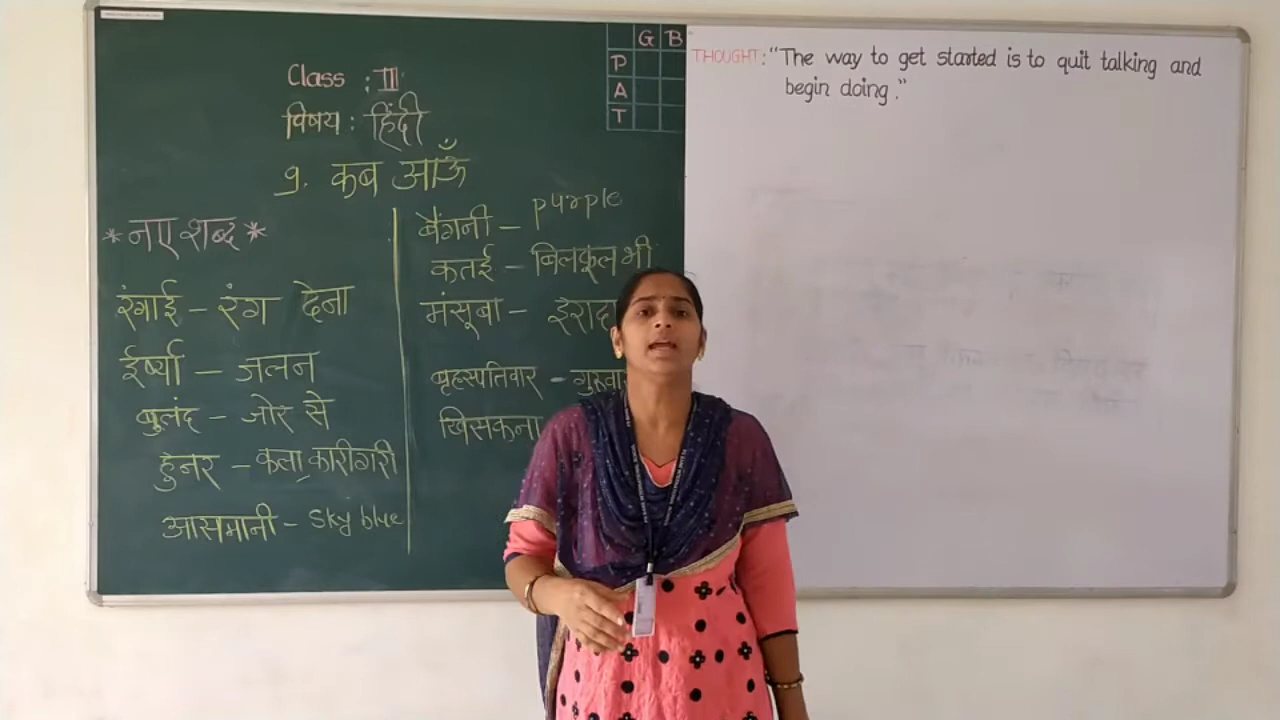 Class : III
विषय : हिंदी
9. कब आऊँ
G B
P
A
T
*नए शब्द*
रंगाई – रंग देना
ईर्ष्या – जलन
बुलंद – जोर से
हुनर – कला, कारीगरी
आसमानी – sky blue
बैंगनी – purple
कतई – बिलकूल भी
मंसूबा –
बृहस्पतिवार –
खिसकना
THOUGHT: "The way to get started is to quit talking and
begin doing."